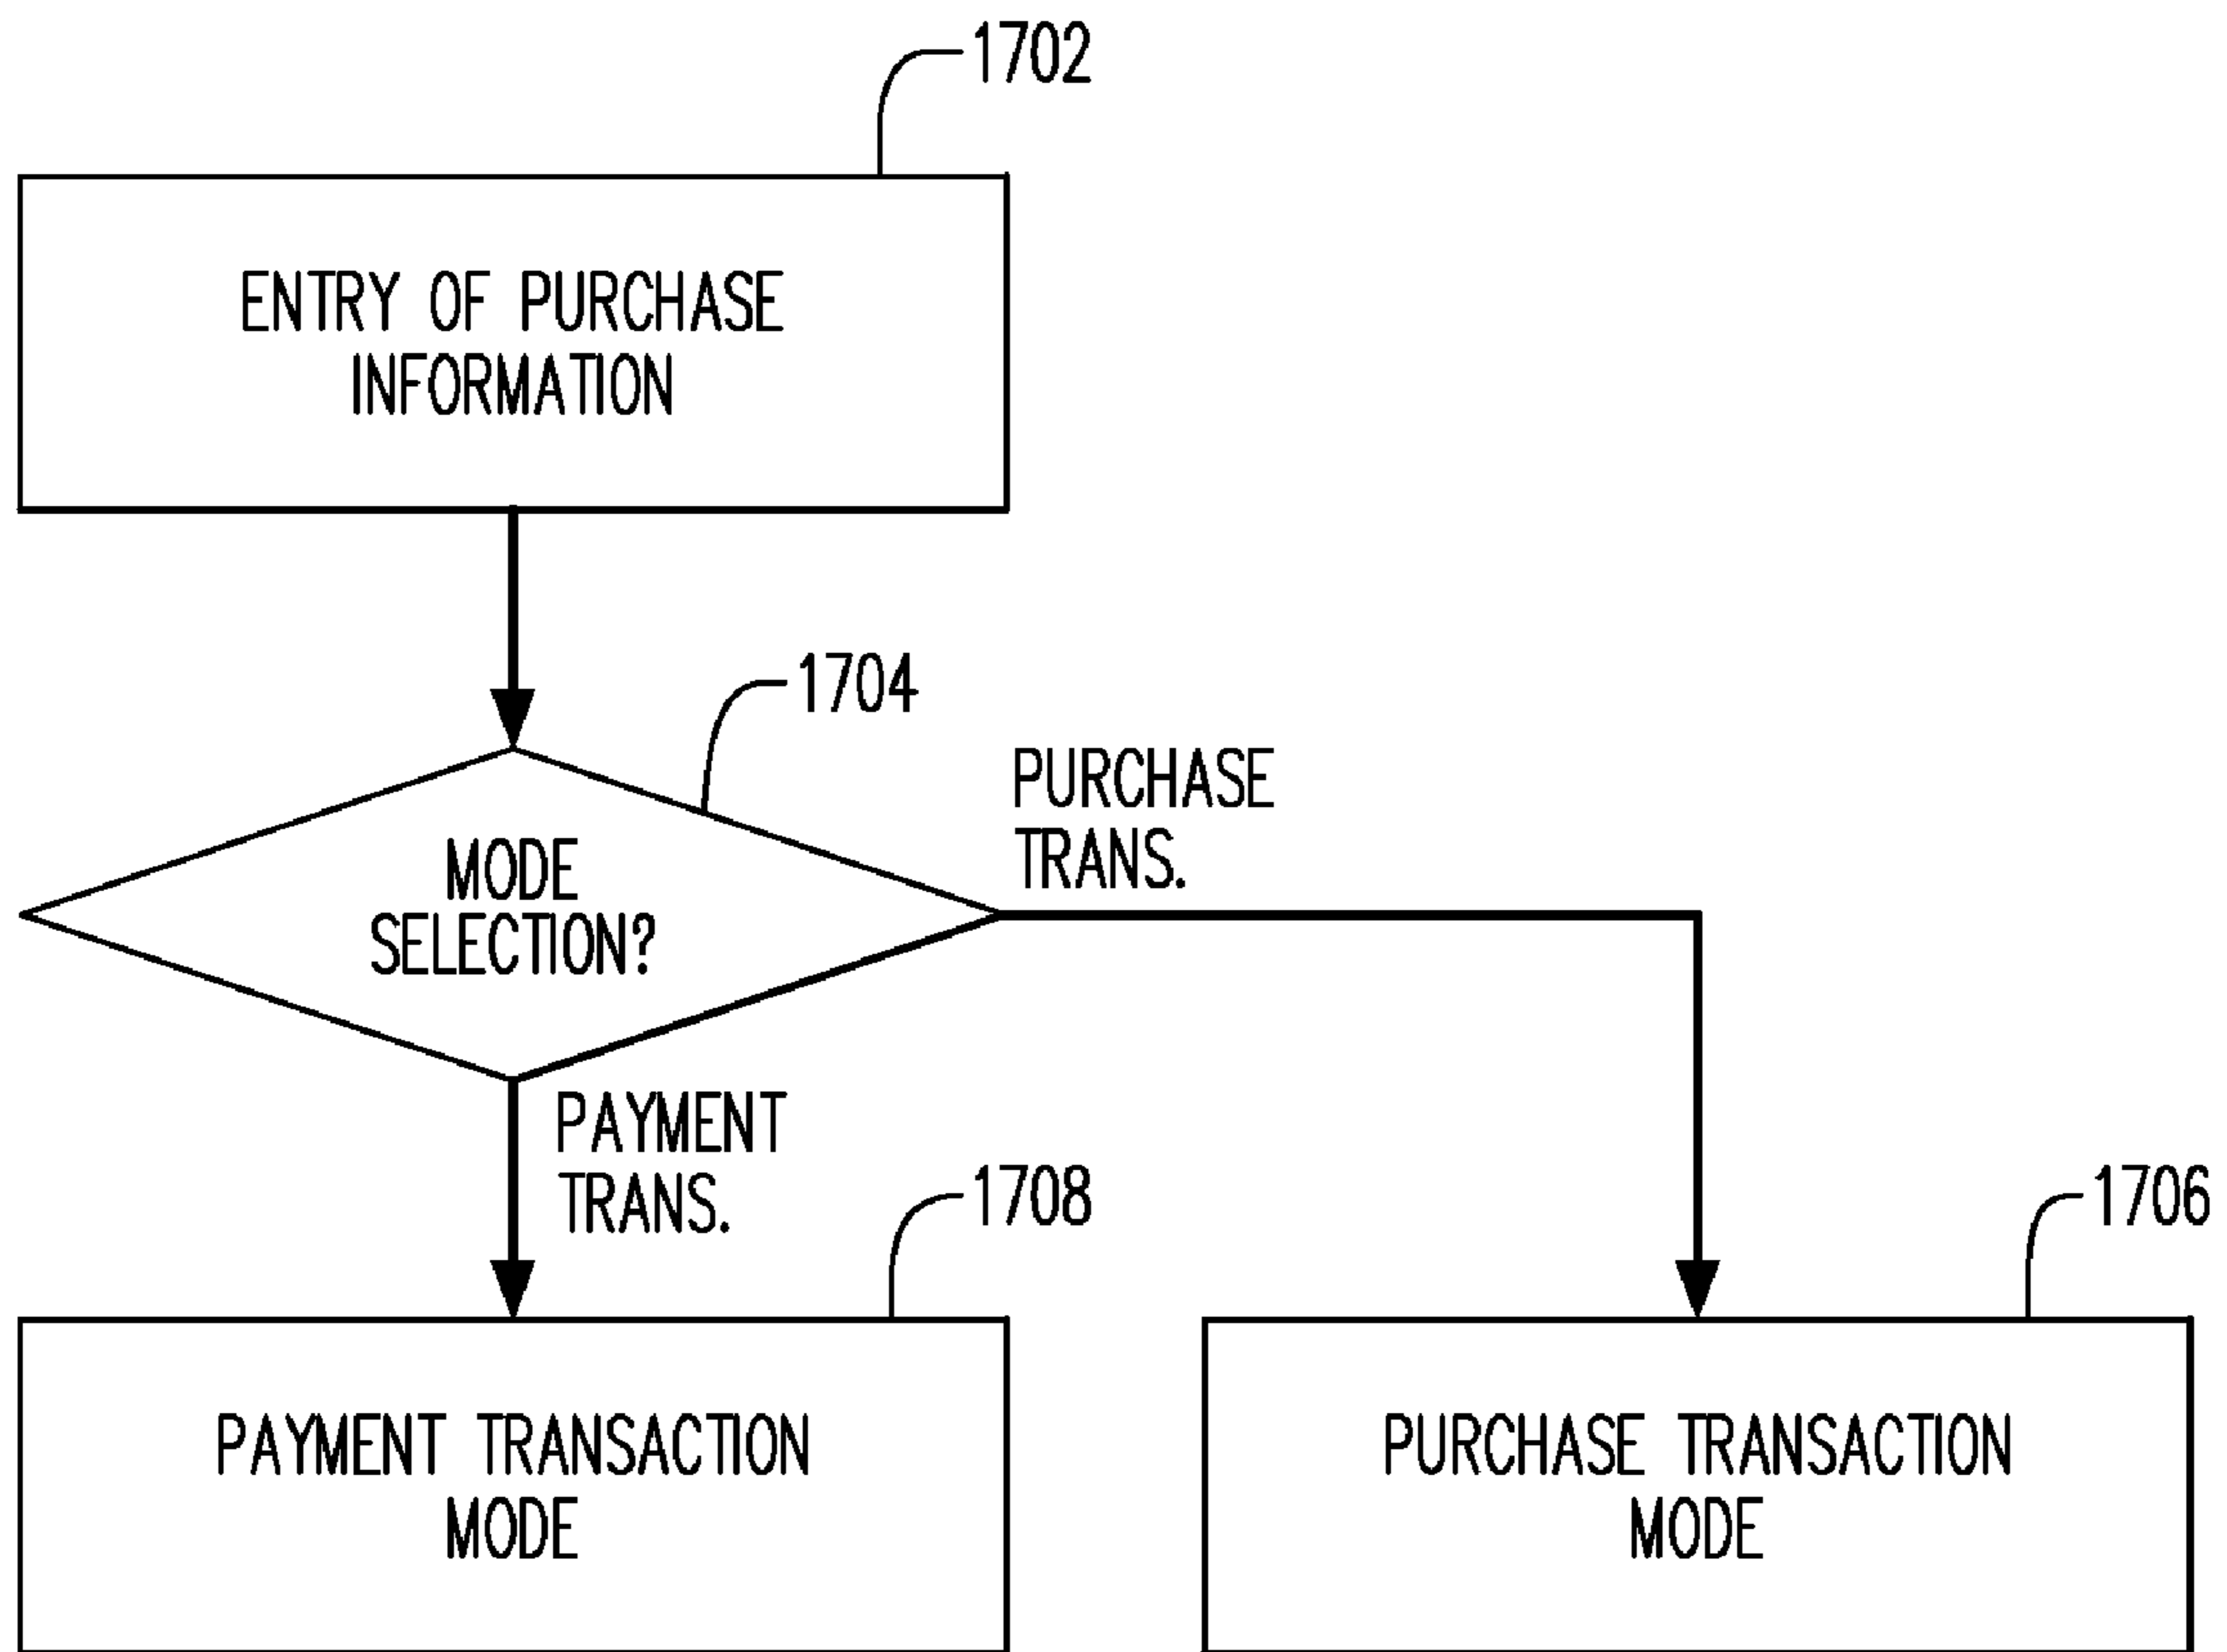 1702
ENTRY OF PURCHASE
INFORMATION
1704
PURCHASE
TRANS.
MODE
SELECTION?
PAYMENT
TRANS.
1708
1706
PAYMENT TRANSACTION
MODE
PURCHASE TRANSACTION
MODE